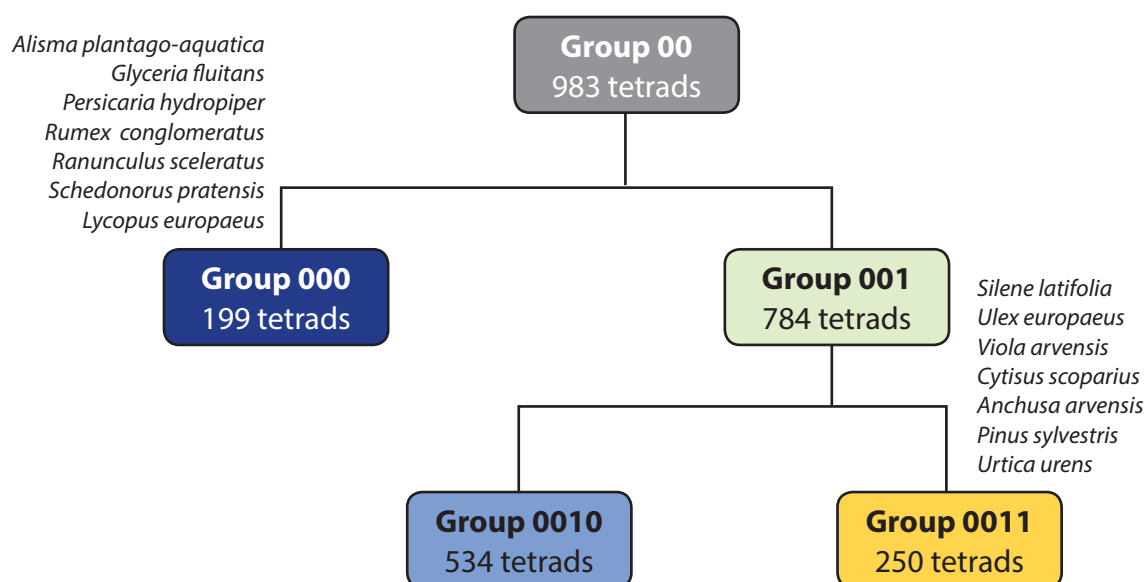 Group 00
983 tetrads
Alisma plantago-aquatica
Glyceria fluitans
Persicaria hydropiper
Rumex conglomeratus
Ranunculus sceleratus
Schedonorus pratensis
Lycopus europaeus
Group 000
199 tetrads
Group 001
784 tetrads
Silene latifolia
Ulex europaeus
Viola arvensis
Cytisus scoparius
Anchusa arvensis
Pinus sylvestris
Urtica urens
Group 0010
534 tetrads
Group 0011
250 tetrads